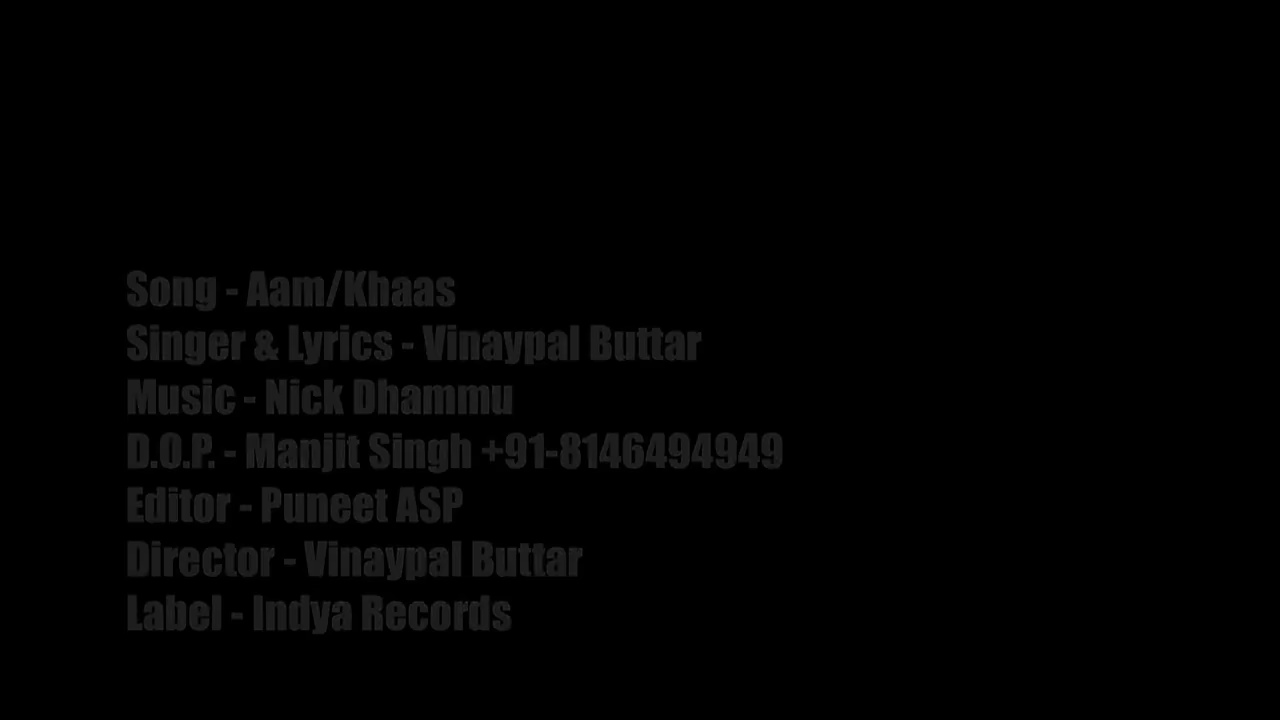 Song - Aam/Khaas
Singer & Lyrics - Vinaypal Buttar
Music - Nick Dhammu
D.O.P. - Manjit Singh +91-8146494949
Editor - Puneet ASP
Director - Vinaypal Buttar
Label - Indya Records